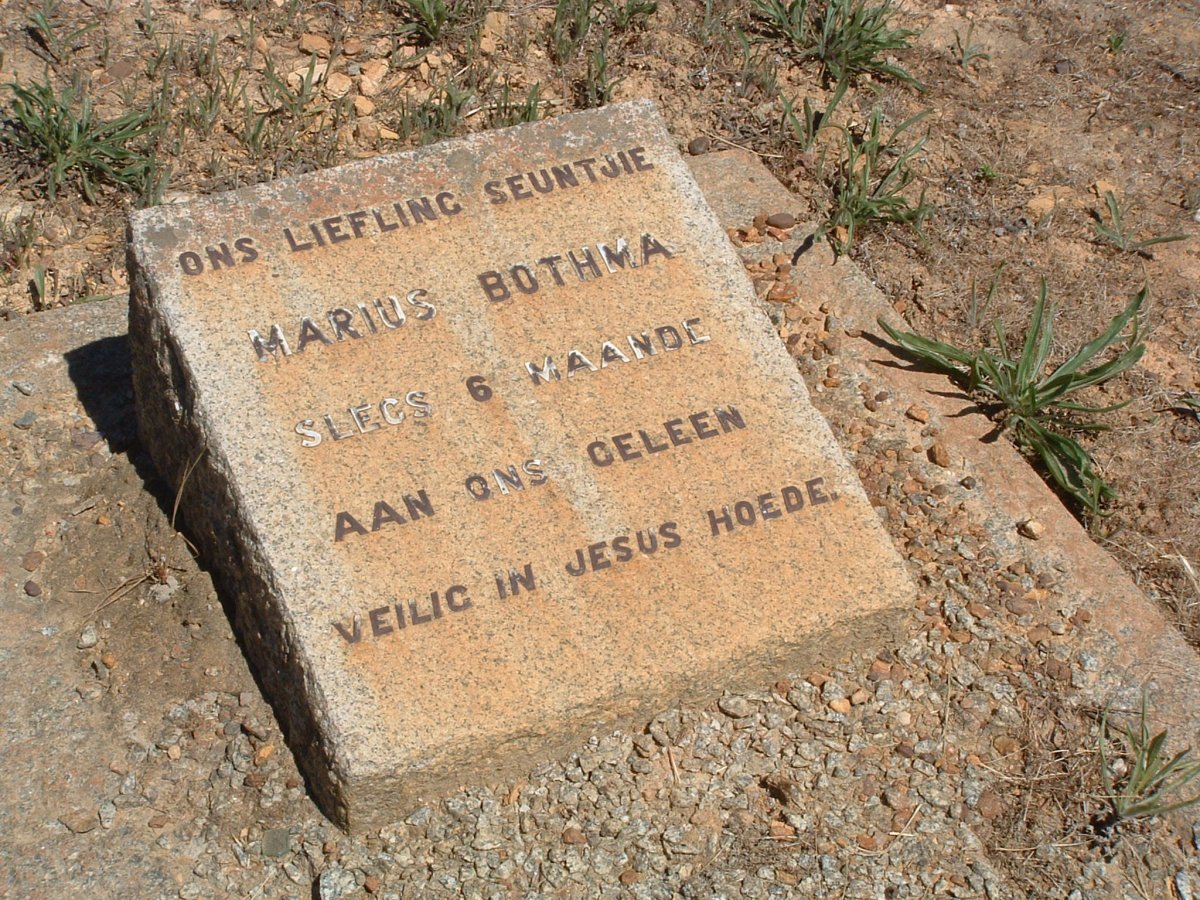 ONS LIEFLING SEUNTJIE
MARIUS BOTHMA
SLEGS 6 MAANDE
AAN ONS GELEEN
VEILIG IN JESUS HOEDE.